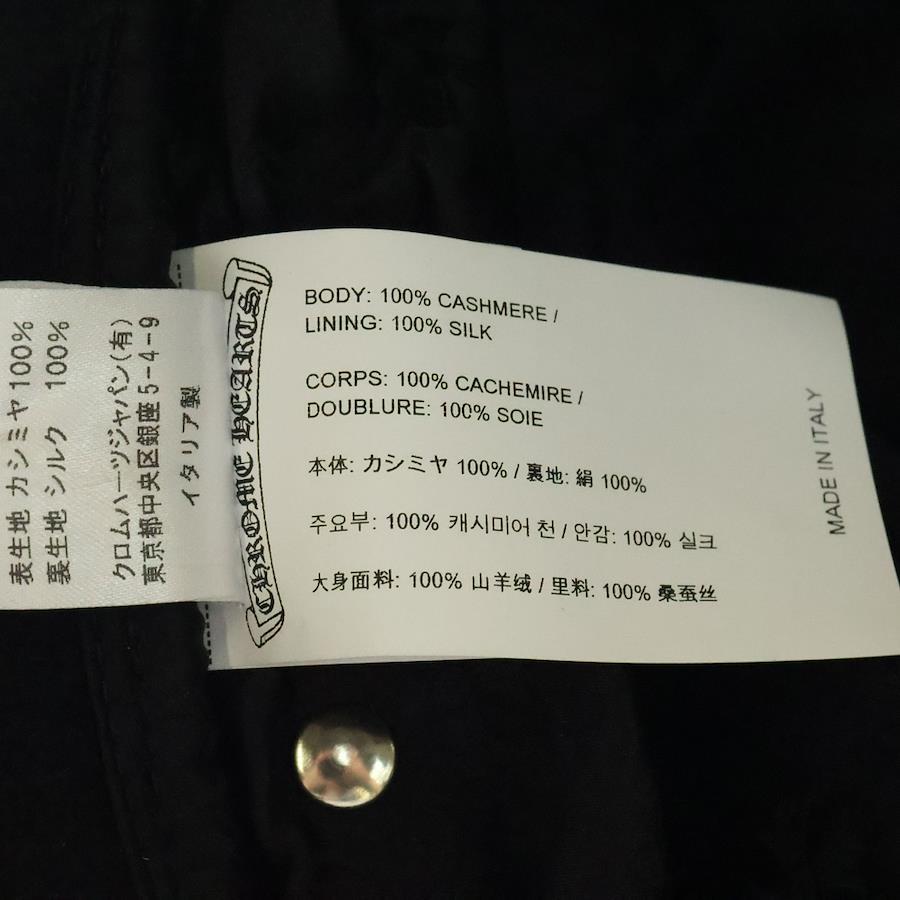 表生地 カシミヤ 100%
裏生地 シルク 100%
クロムハーツジャパン(有)
東京都中央区銀座5-4-9
イタリア製
CHROME HEARTS
BODY: 100% CASHMERE /
LINING: 100% SILK
CORPS: 100% CACHEMIRE /
DOUBLURE: 100% SOIE
本体: カシミヤ 100% / 裏地: 絹 100%
주요부: 100% 캐시미어 천 / 안감: 100% 실크
大身面料: 100% 山羊绒 / 里料: 100% 桑蚕丝
MADE IN ITALY